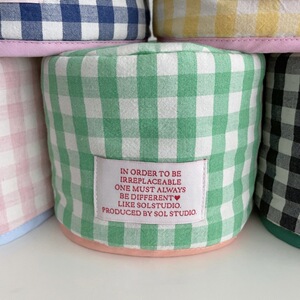 IN ORDER TO BE
IRREPLACEABLE
ONE MUST ALWAYS
BE DIFFERENT♥
LIKE SOLSTUDIO.
PRODUCED BY SOL STUDIO.